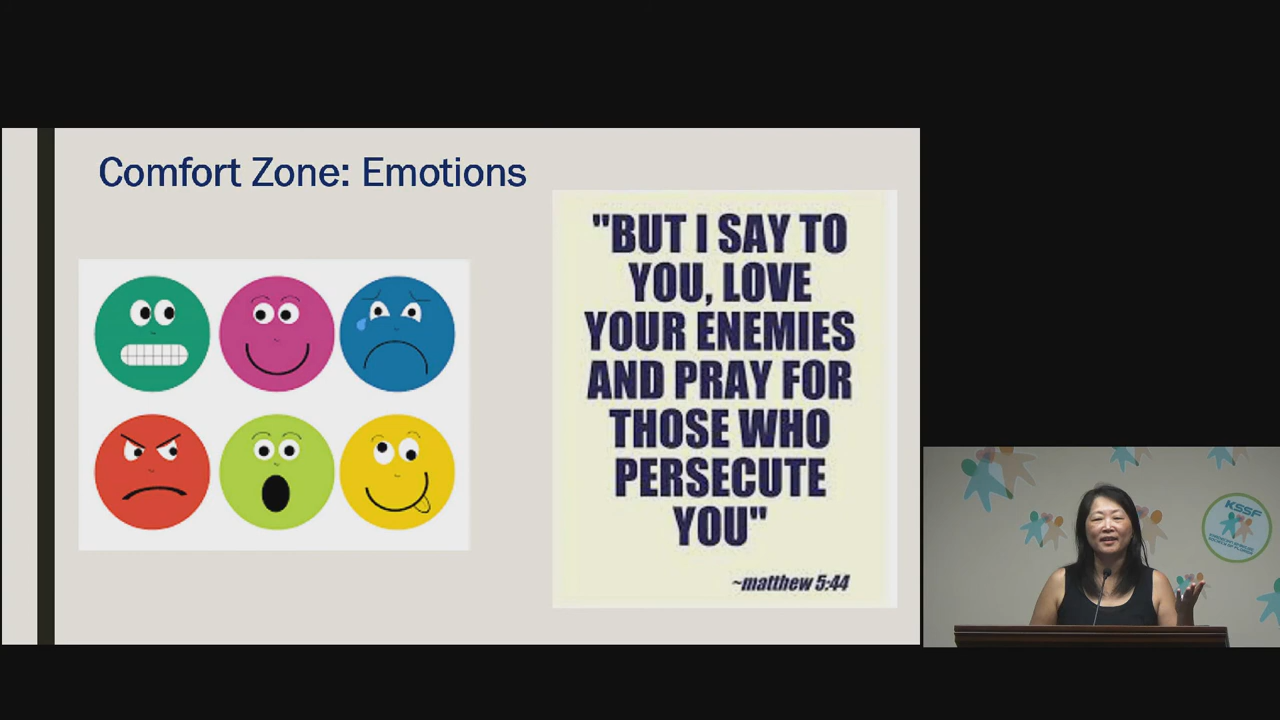 Comfort Zone: Emotions
"BUT I SAY TO
YOU, LOVE
YOUR ENEMIES
AND PRAY FOR
THOSE WHO
PERSECUTE
YOU"
~matthew 5:44
KSSF